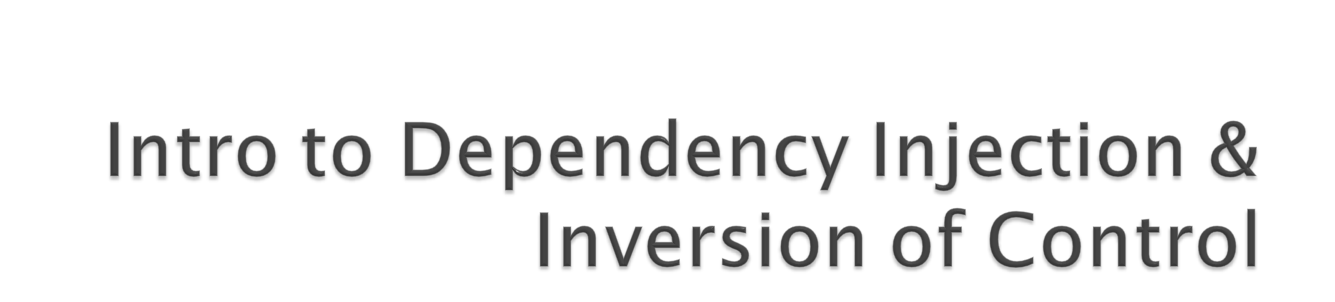 Intro to Dependency Injection &
Inversion of Control